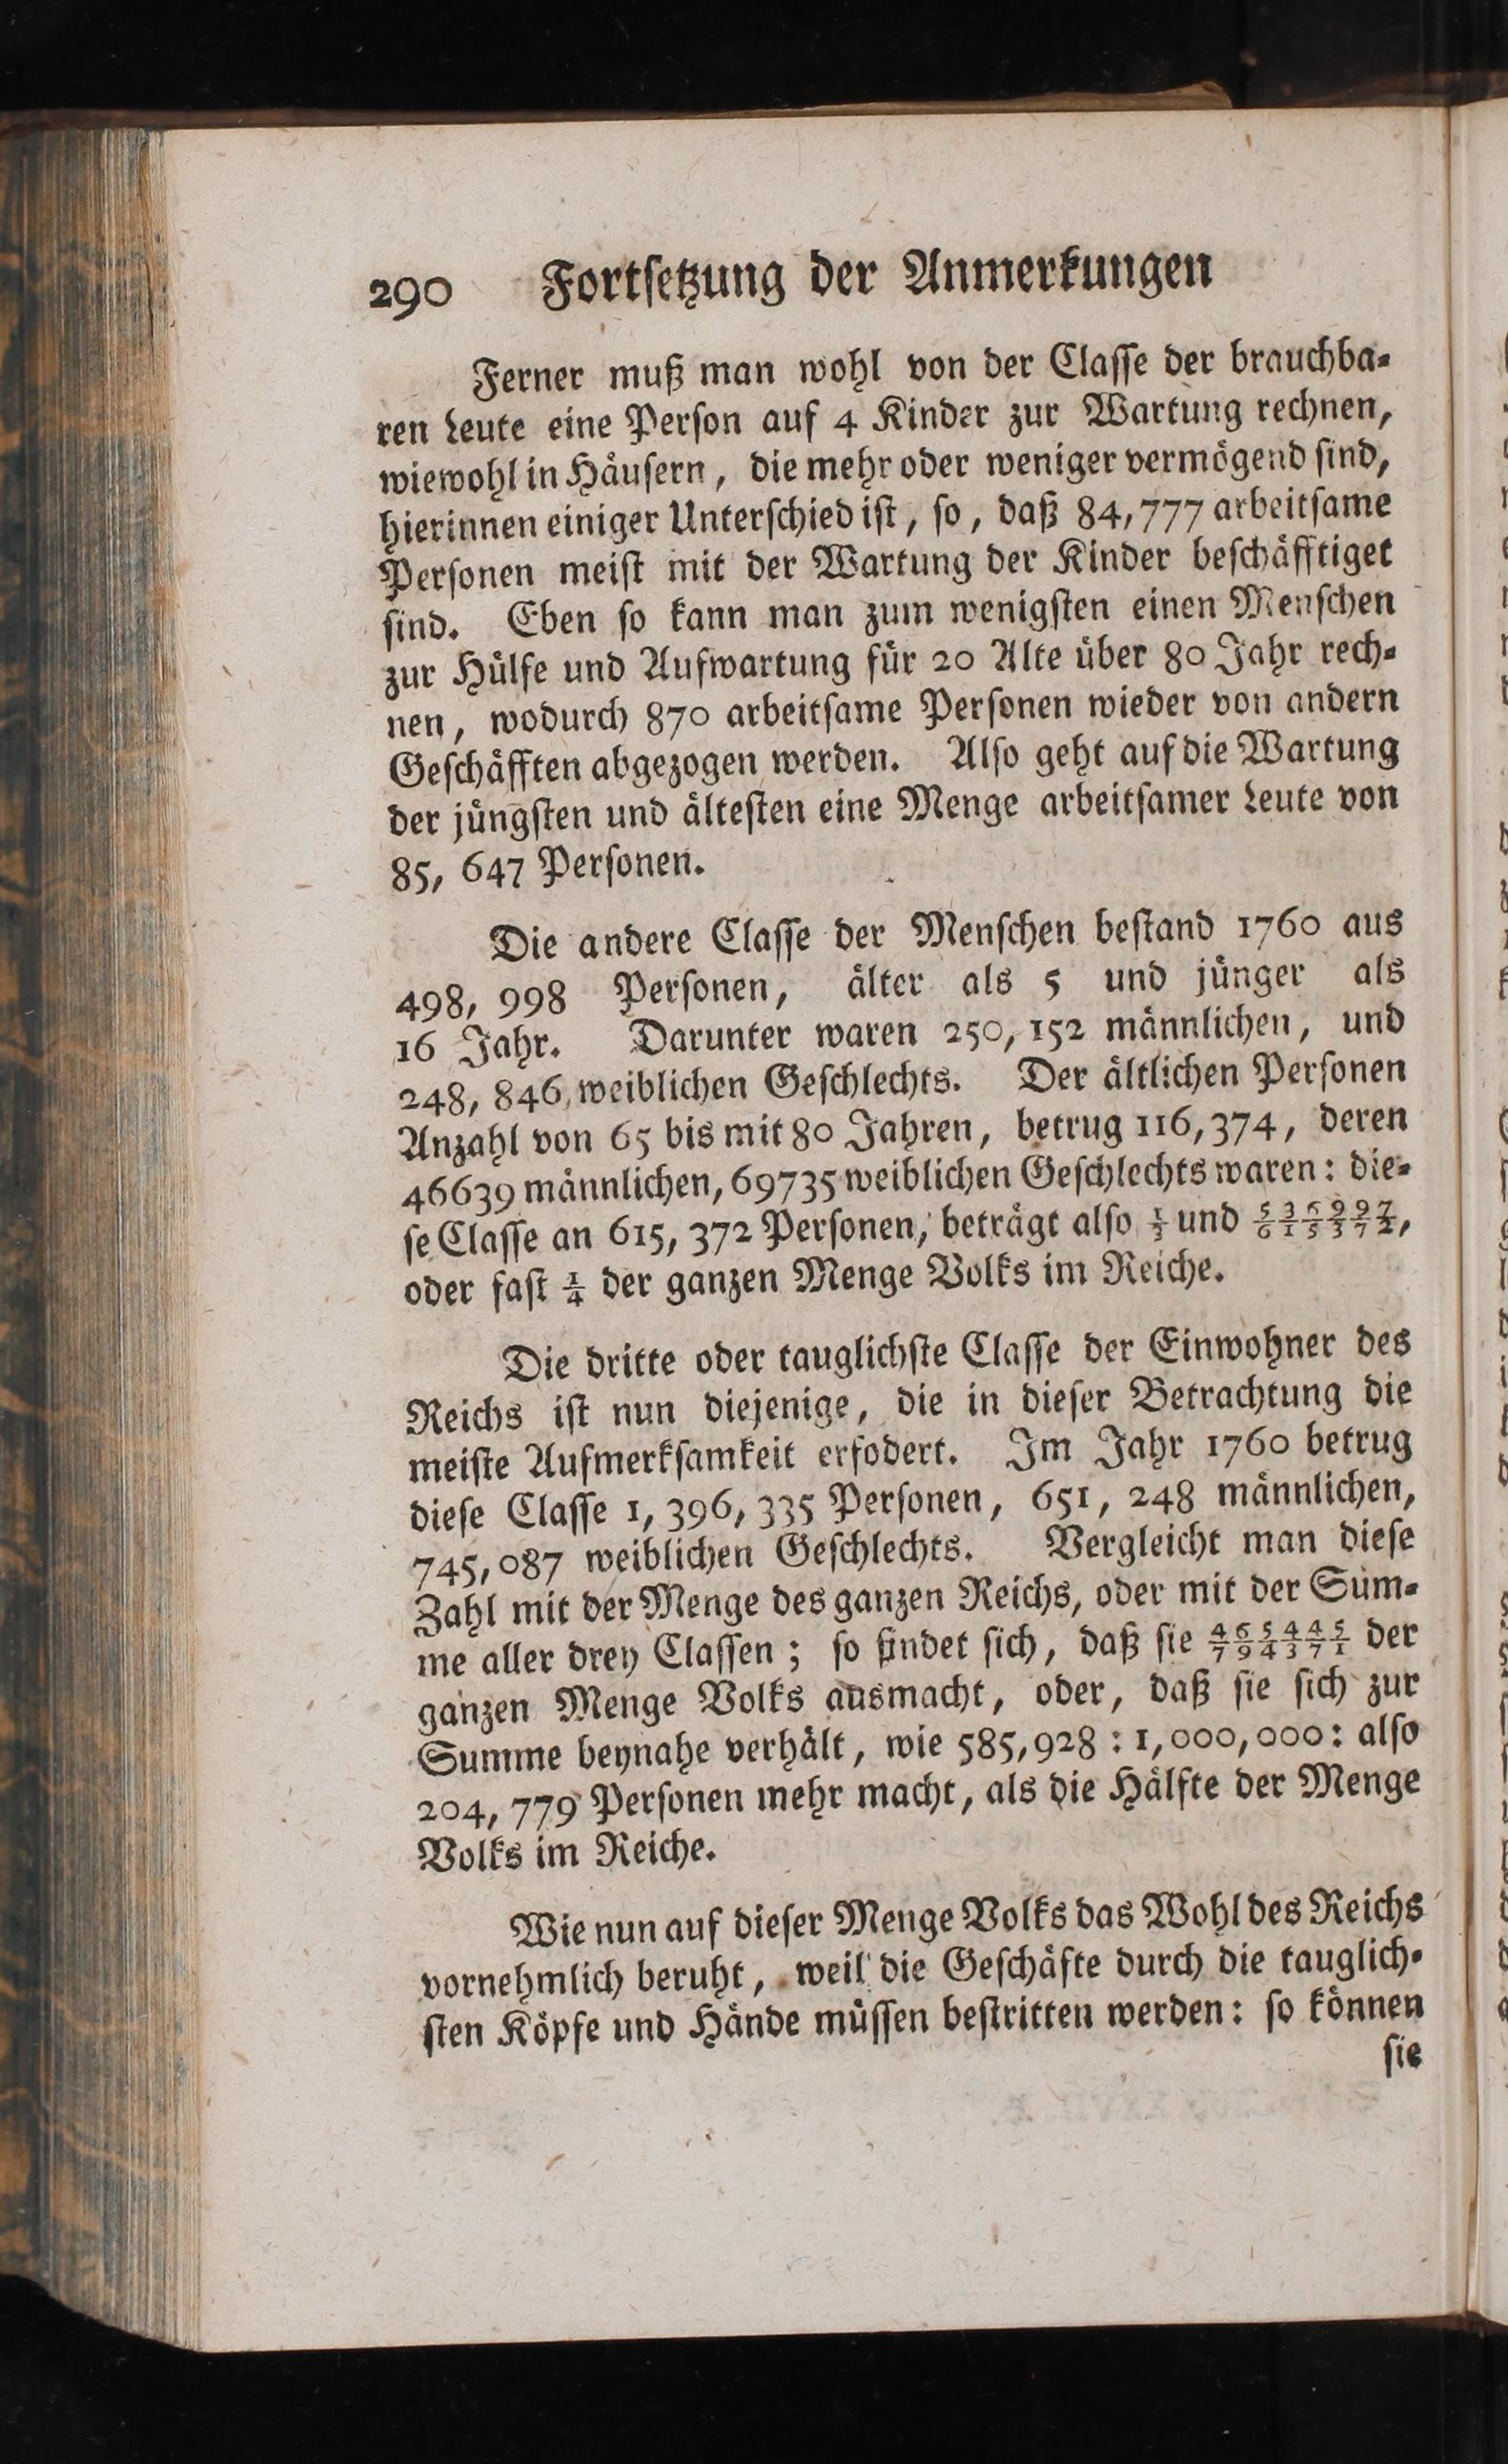 290 Fortſetzung der Anmerkungen
Ferner muß man wohl von der Claſſe der brauchba-
ren Leute eine Perſon auf 4 Kinder zur Wartung rechnen,
wiewohl in Häuſern, die mehr oder weniger vermögend ſind,
hierinnen einiger Unterſchied iſt, ſo, daß 84,777 arbeitſame
Perſonen meiſt mit der Wartung der Kinder beſchäfftiget
ſind. Eben ſo kann man zum wenigſten einen Menſchen
zur Hülfe und Aufwartung für 20 Alte über 80 Jahr rech-
nen, wodurch 870 arbeitſame Perſonen wieder von andern
Geſchäfften abgezogen werden. Alſo geht auf die Wartung
der jüngſten und älteſten eine Menge arbeitſamer Leute von
85, 647 Perſonen.
Die andere Claſſe der Menſchen beſtand 1760 aus
498, 998 Perſonen, älter als 5 und jünger als
16 Jahr. Darunter waren 250, 152 männlichen, und
248, 846 weiblichen Geſchlechts. Der ältlichen Perſonen
Anzahl von 65 bis mit 80 Jahren, betrug 116,374, deren
46639 männlichen, 69735 weiblichen Geſchlechts waren: die-
ſe Claſſe an 615, 372 Perſonen, beträgt alſo und
oder faſt 1/4 der ganzen Menge Volks im Reiche.
Die dritte oder tauglichſte Claſſe der Einwohner des
Reichs iſt nun diejenige, die in dieſer Betrachtung die
meiſte Aufmerkſamkeit erfodert. Im Jahr 1760 betrug
dieſe Claſſe 1, 396, 335 Perſonen, 651, 248 männlichen,
745,087 weiblichen Geſchlechts. Vergleicht man dieſe
Zahl mit der Menge des ganzen Reichs, oder mit der Sum-
me aller drey Claſſen; ſo findet ſich, daß ſie 465445/794371 der
ganzen Menge Volks ausmacht, oder, daß ſie ſich zur
Summe beynahe verhält, wie 585,928 : 1,000,000: alſo
204, 779 Perſonen mehr macht, als die Hälfte der Menge
Volks im Reiche.
Wie nun auf dieſer Menge Volks das Wohl des Reichs
vornehmlich beruht, weil die Geſchäfte durch die tauglich-
ſten Köpfe und Hände müſſen beſtritten werden: ſo können
ſie